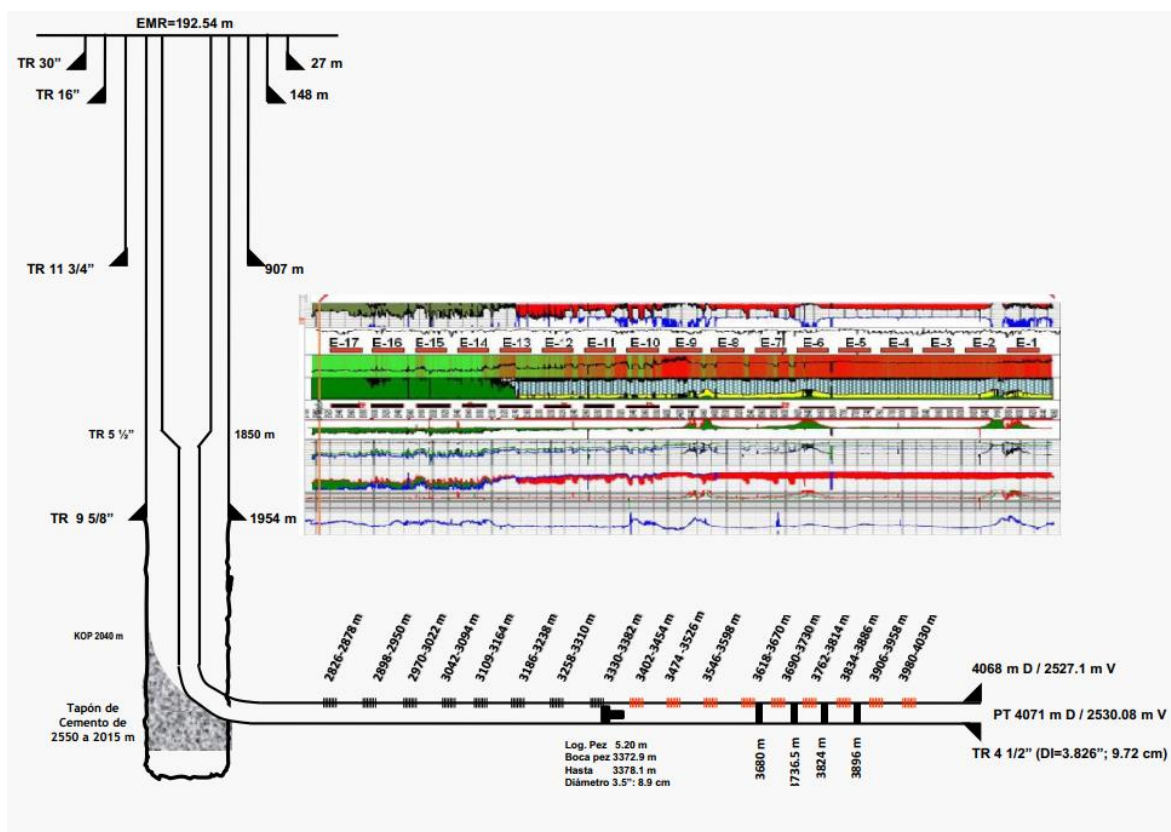 EMR=192.54 m
TR 30”
27 m
TR 16”
148 m
TR 11 3/4”
907 m
E-17 E-16 E-15 E-14 E-13 E-12 E-11 E-10 E-9 E-8 E-7 E-6 E-5 E-4 E-3 E-2 E-1
TR 5 ½”
1850 m
TR 9 5/8”
1954 m
KOP 2040 m
2826-2878 m
2898-2950 m
2970-3022 m
3042-3094 m
3109-3164 m
3186-3238 m
3258-3310 m
3330-3382 m
3402-3454 m
3474 -3526 m
3546-3598 m
3618-3670 m
3690-3730 m
3762-3814 m
3834-3886 m
3906-3958 m
3980-4030 m
4068 m D / 2527.1 m V
PT 4071 m D / 2530.08 m V
TR 4 1/2” (DI=3.826”; 9.72 cm)
Tapón de
Cemento de
2550 a 2015 m
Log. Pez 5.20 m
Boca pez 3372.9 m
Hasta 3378.1 m
Diámetro 3.5”: 8.9 cm
3680 m
3736.5 m
3824 m
3896 m